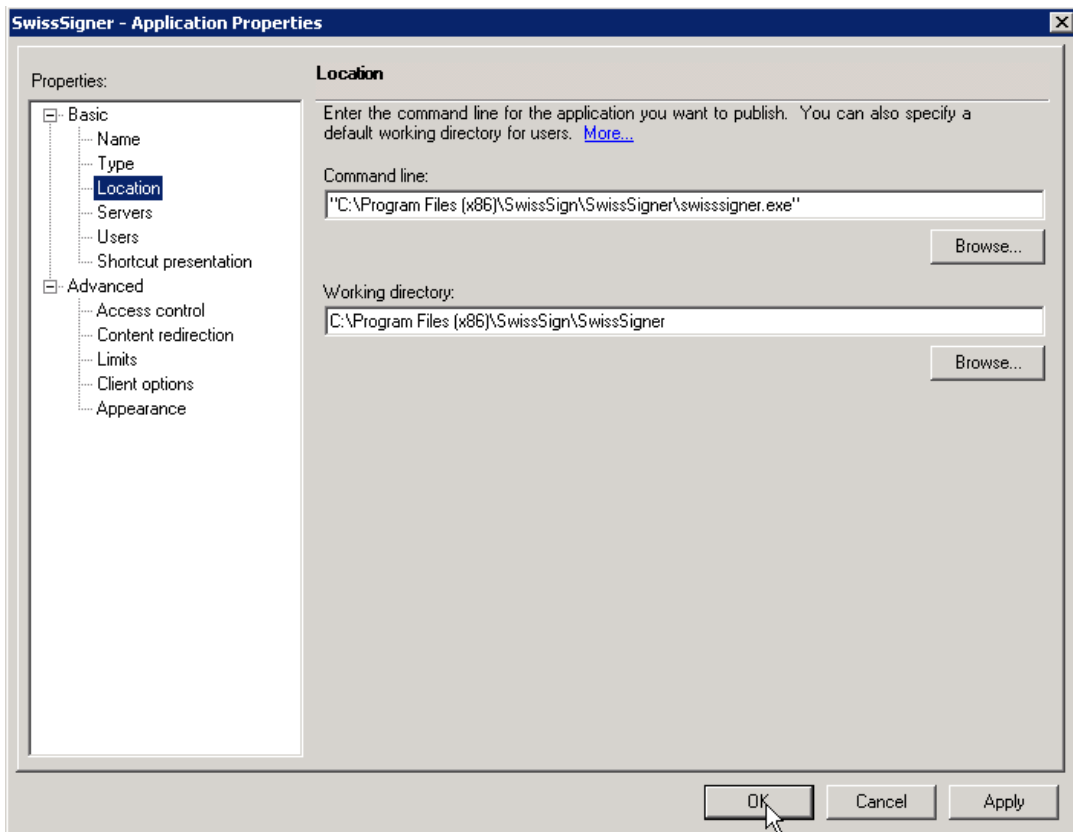 SwissSigner - Application Properties
Properties:
Basic
Name
Type
Location
Servers
Users
Shortcut presentation
Advanced
Access control
Content redirection
Limits
Client options
Appearance
Location
Enter the command line for the application you want to publish. You can also specify a
default working directory for users. More...
Command line:
"C:\Program Files (x86)\SwissSign\SwissSigner\swisssigner.exe"
Browse...
Working directory:
C:\Program Files (x86)\SwissSign\SwissSigner
Browse...
OK
Cancel
Apply